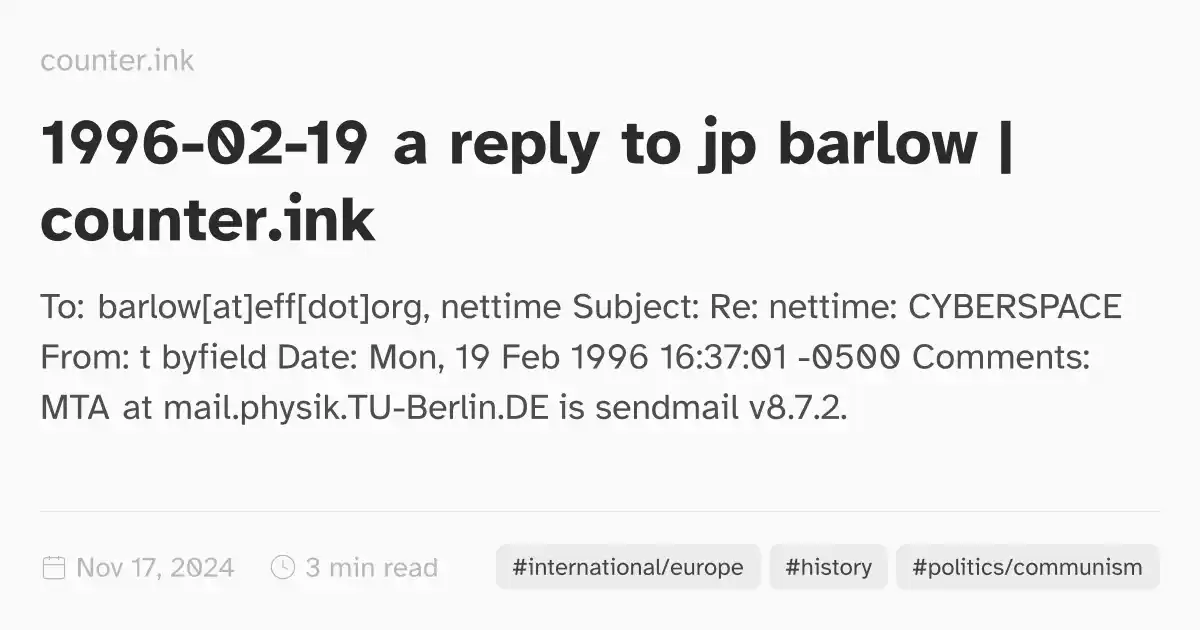 counter.ink
1996-02-19 a reply to jp barlow |
counter.ink
To: barlow[at]eff[dot]org, nettime Subject: Re: nettime: CYBERSPACE
From: t byfield Date: Mon, 19 Feb 1996 16:37:01 -0500 Comments:
MTA at mail.physik.TU-Berlin.DE is sendmail v8.7.2.
Nov 17, 2024 3 min read #international/europe #history #politics/communism